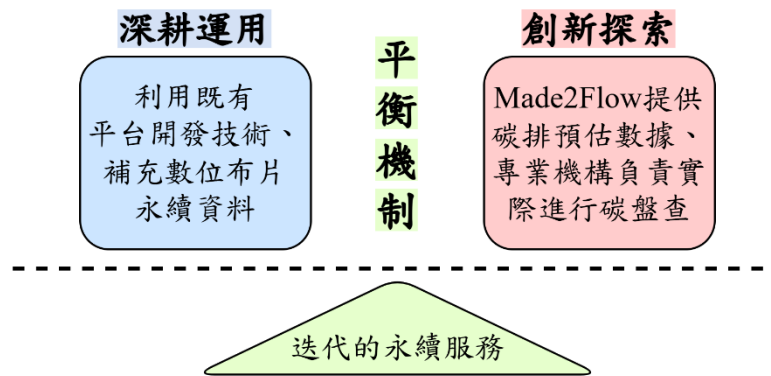 深耕運用
利用既有
平台開發技術、
補充數位布片
永續資料
平
衡
機
制
創新探索
Made2Flow提供
碳排預估數據、
專業機構負責實
際進行碳盤查
迭代的永續服務